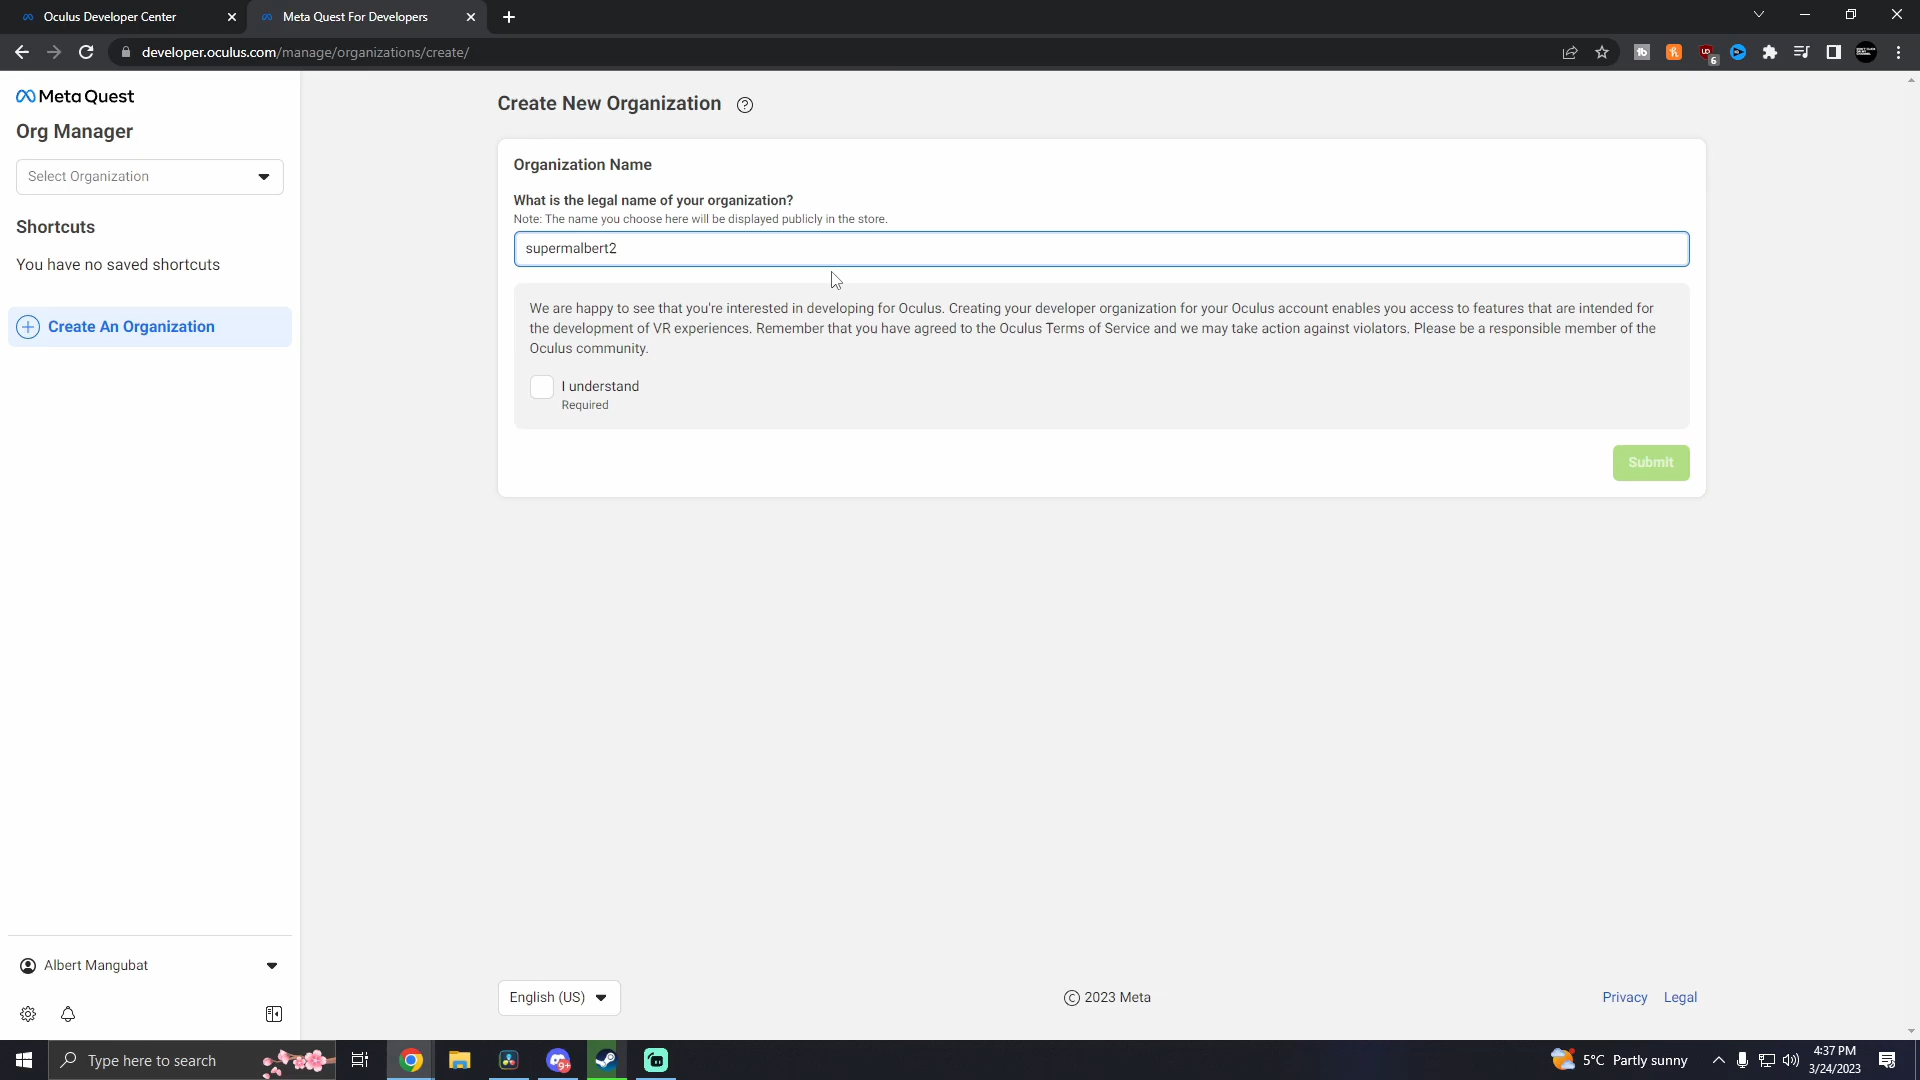 Oculus Developer Center
Meta Quest For Developers
developer.oculus.com/manage/organizations/create/
6
Meta Quest
Org Manager
Select Organization
Shortcuts
You have no saved shortcuts
Create An Organization
Create New Organization
Organization Name
What is the legal name of your organization?
Note: The name you choose here will be displayed publicly in the store.
supermalbert2
We are happy to see that you're interested in developing for Oculus. Creating your developer organization for your Oculus account enables you access to features that are intended for
the development of VR experiences. Remember that you have agreed to the Oculus Terms of Service and we may take action against violators. Please be a responsible member of the
Oculus community.
I understand
Required
Submit
Albert Mangubat
English (US)
© 2023 Meta
Privacy
Legal
Type here to search
9+
5°C Partly sunny
4:37 PM
3/24/2023